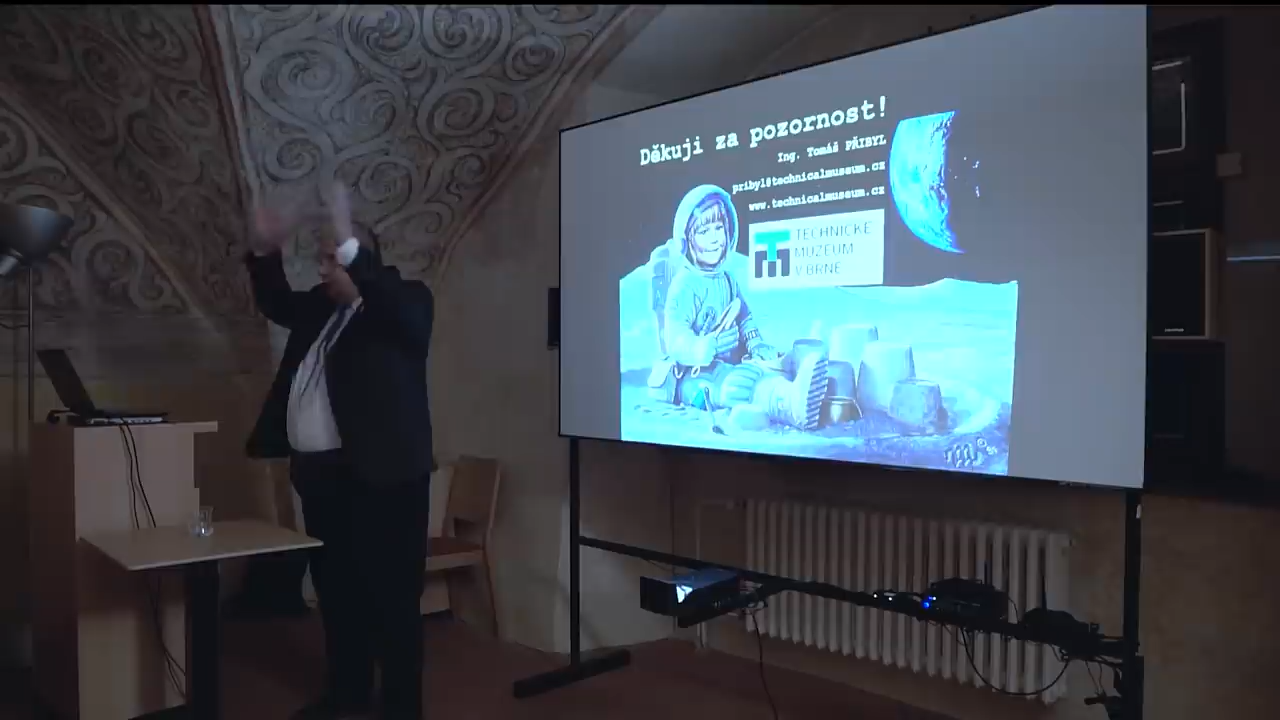 Děkuji za pozornost!
Ing. Tomáš PŘIBYL
pribyl@technicalmuseum.cz
www.technicalmuseum.cz
TECHNICKÉ
MUZEUM
V BRNĚ